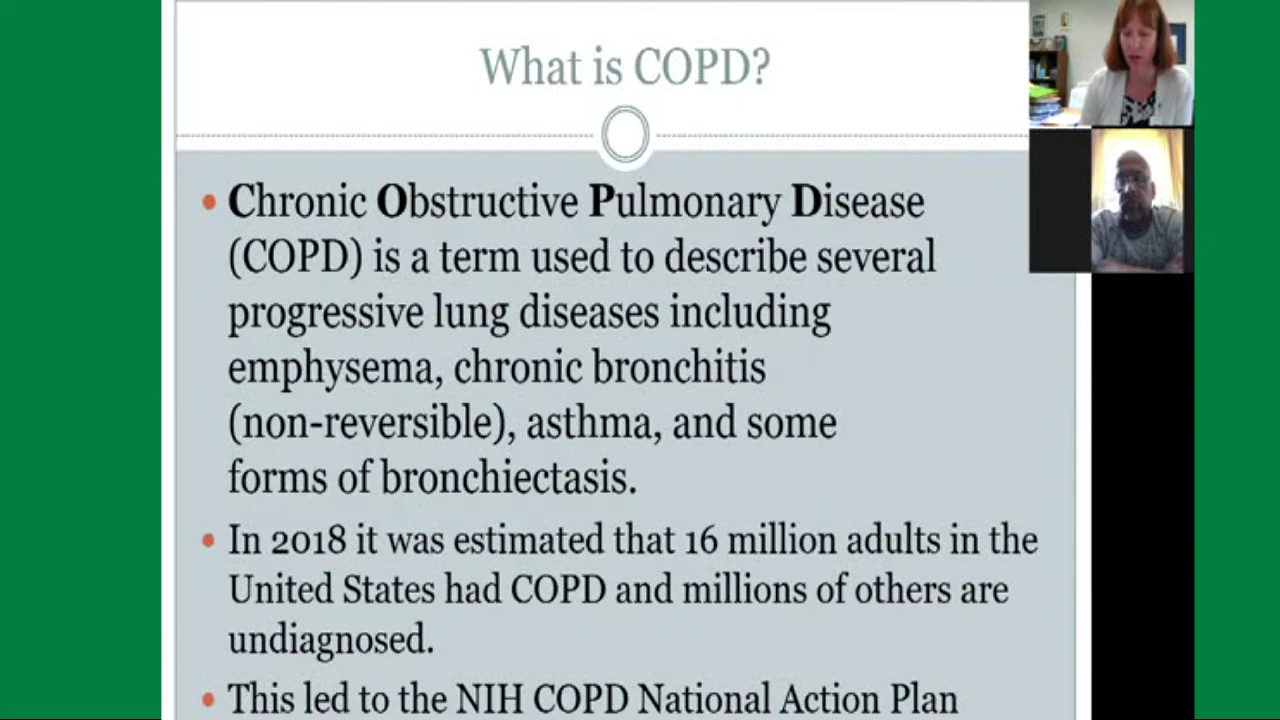 What is COPD?
• Chronic Obstructive Pulmonary Disease
(COPD) is a term used to describe several
progressive lung diseases including
emphysema, chronic bronchitis
(non-reversible), asthma, and some
forms of bronchiectasis.
• In 2018 it was estimated that 16 million adults in the
United States had COPD and millions of others are
undiagnosed.
• This led to the NIH COPD National Action Plan